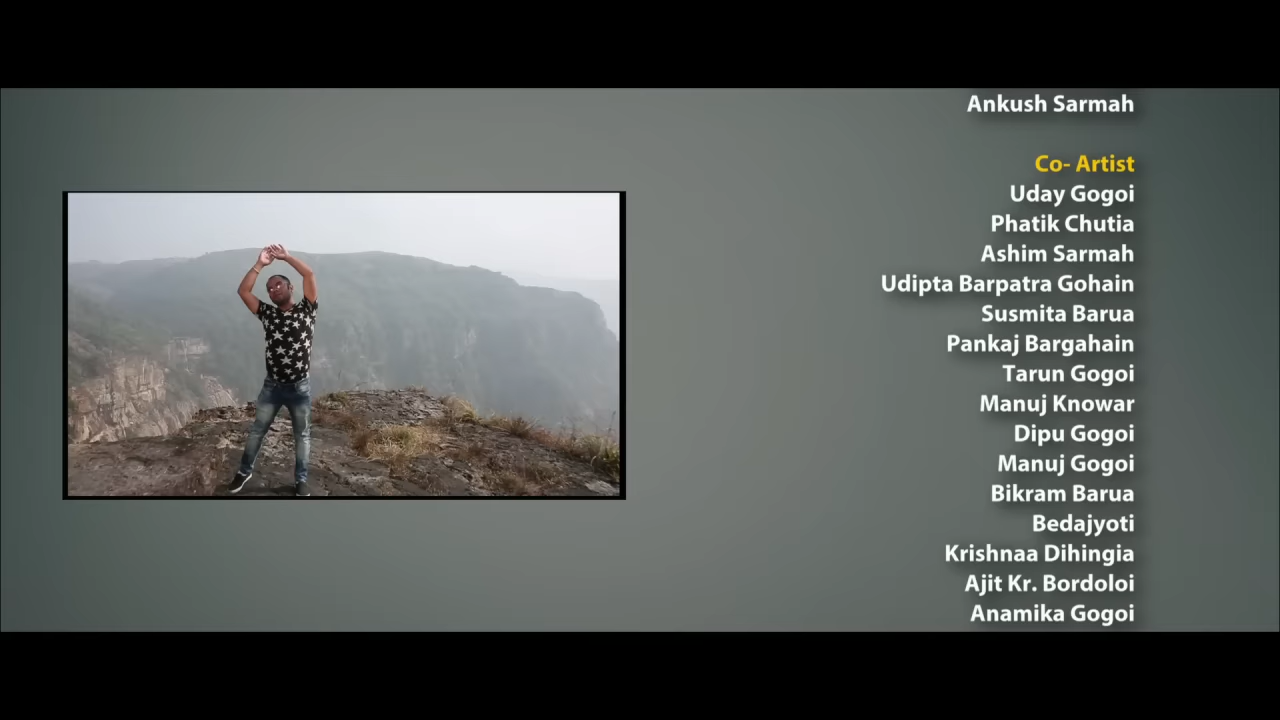 Ankush Sarmah
Co- Artist
Uday Gogoi
Phatik Chutia
Ashim Sarmah
Udipta Barpatra Gohain
Susmita Barua
Pankaj Bargahain
Tarun Gogoi
Manuj Knowar
Dipu Gogoi
Manuj Gogoi
Bikram Barua
Bedajyoti
Krishnaa Dihingia
Ajit Kr. Bordoloi
Anamika Gogoi